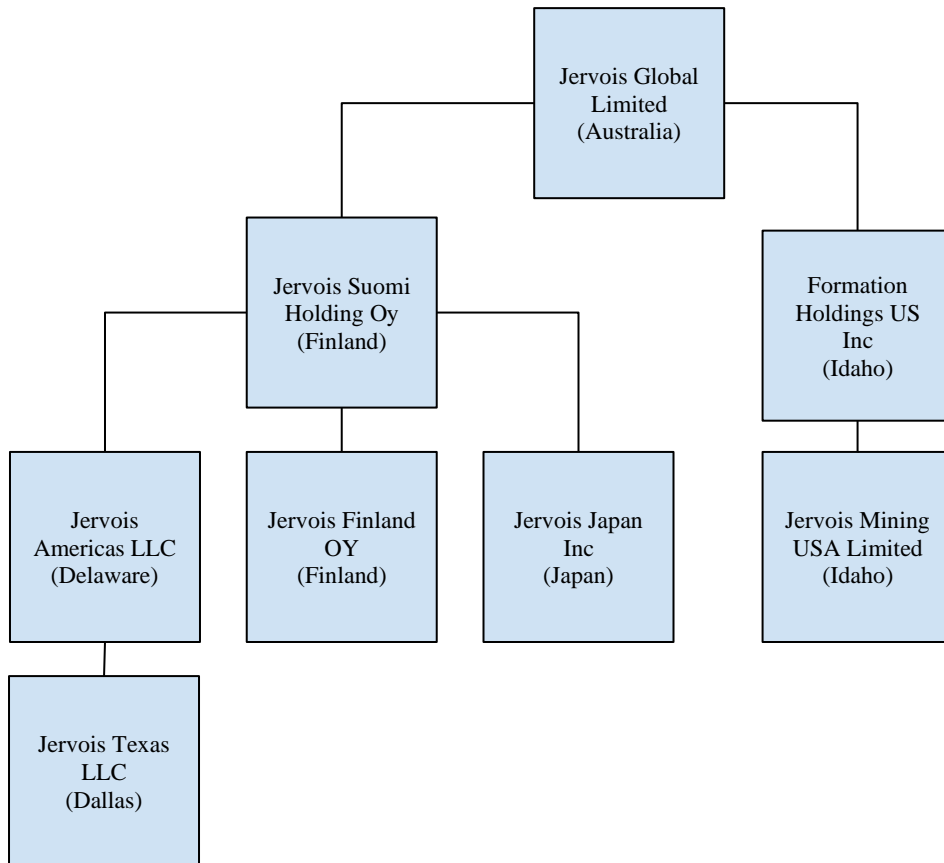 Jervois Global
Limited
(Australia)
Jervois Suomi
Holding Oy
(Finland)
Formation
Holdings US
Inc
(Idaho)
Jervois
Americas LLC
(Delaware)
Jervois Finland
OY
(Finland)
Jervois Japan
Inc
(Japan)
Jervois Mining
USA Limited
(Idaho)
Jervois Texas
LLC
(Dallas)